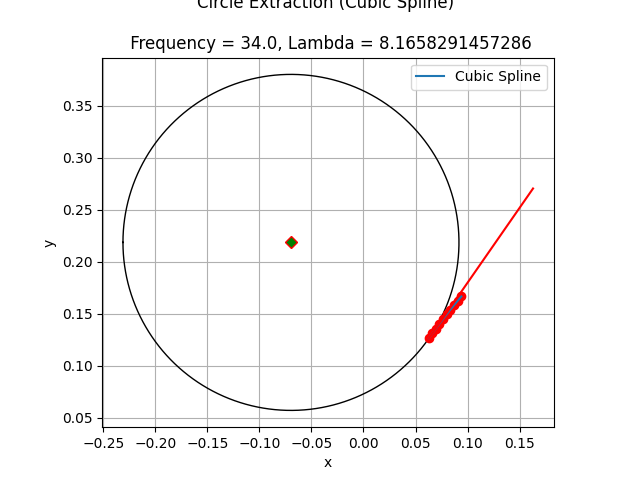 Circle Extraction (Cubic Spline)
Frequency = 34.0, Lambda = 8.1658291457286
Cubic Spline
0.35
0.30
0.25
0.20
0.15
0.10
0.05
y
−0.25 −0.20 −0.15 −0.10 −0.05 0.00 0.05 0.10 0.15
x